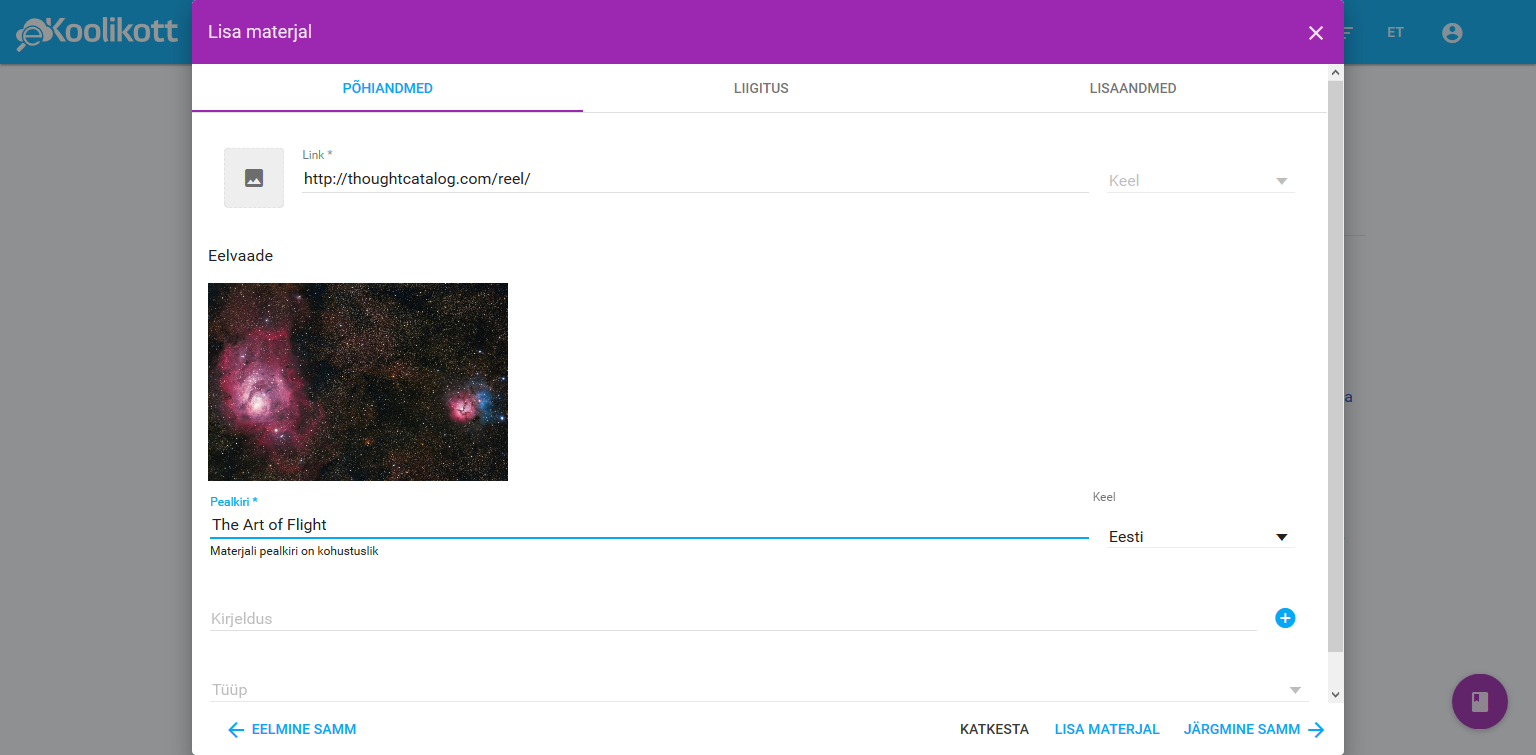 eKoolikott
Lisa materjal
ET
PÕHIANDMED
LIIGITUS
LISAANDMED
Link *
http://thoughtcatalog.com/reel/
Keel
Eelvaade
a
Pealkiri *
Keel
The Art of Flight
Eesti
Materjali pealkiri on kohustuslik
Kirjeldus
Tüüp
EELMINE SAMM
KATKESTA
LISA MATERJAL
JÄRGMINE SAMM